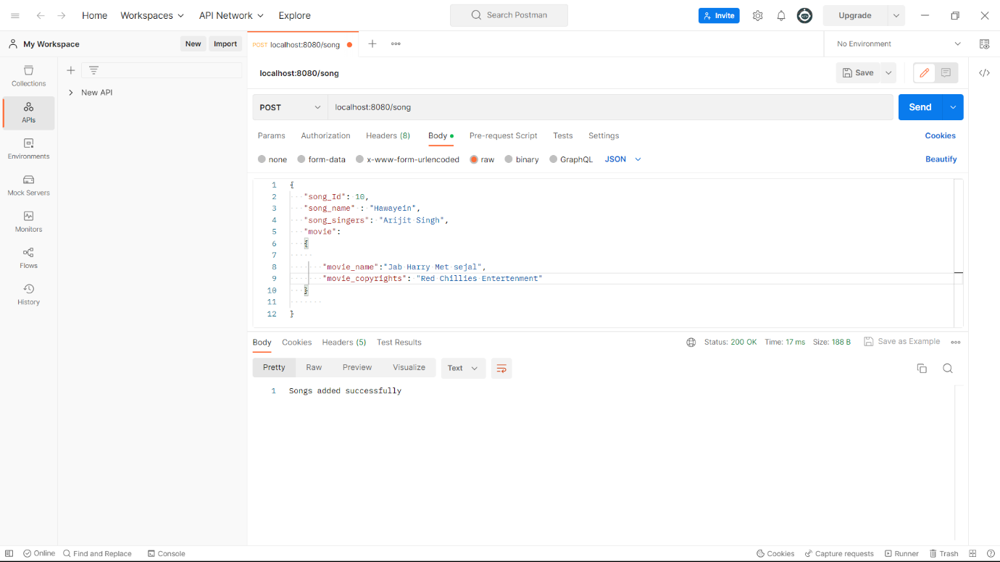 Home Workspaces API Network Explore Search Postman Invite Upgrade
My Workspace New Import POST localhost:8080/song No Environment
Collections
APIs
Environments
Mock Servers
Monitors
Flows
History
New API
localhost:8080/song Save
POST localhost:8080/song Send
Params Authorization Headers (8) Body Pre-request Script Tests Settings Cookies
none form-data x-www-form-urlencoded raw binary GraphQL JSON Beautify
1 {
2 "song_Id": 10,
3 "song_name" : "Hawayein",
4 "song_singers": "Arijit Singh",
5 "movie":
6 {
7
8 "movie_name":"Jab Harry Met sejal",
9 "movie_copyrights": "Red Chillies Entertenment"
10 }
11
12 }
Body Cookies Headers (5) Test Results Status: 200 OK Time: 17 ms Size: 188 B Save as Example
Pretty Raw Preview Visualize Text
1 Songs added successfully
Online Find and Replace Console Cookies Capture requests Runner Trash